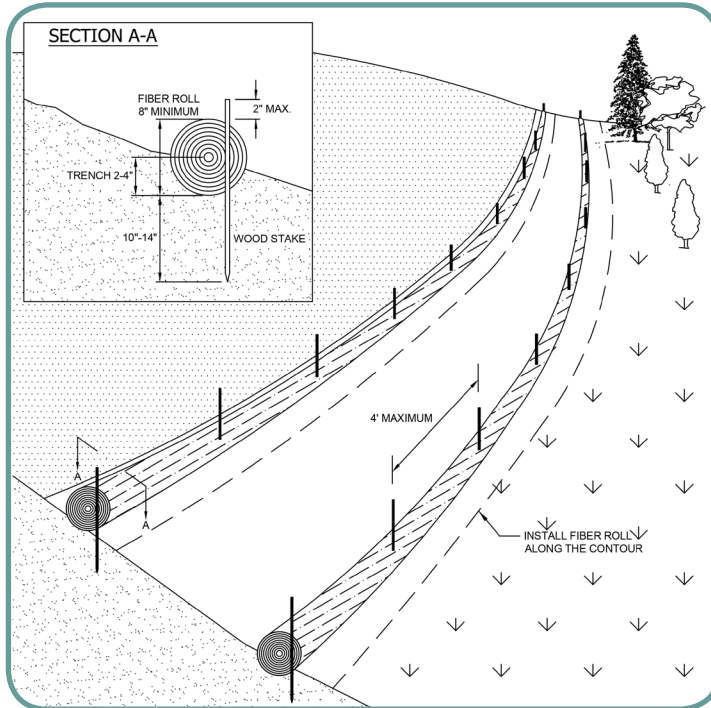 SECTION A-A
FIBER ROLL
8" MINIMUM
2" MAX.
TRENCH 2-4"
10"-14"
WOOD STAKE
4' MAXIMUM
A
A
INSTALL FIBER ROLL
ALONG THE CONTOUR